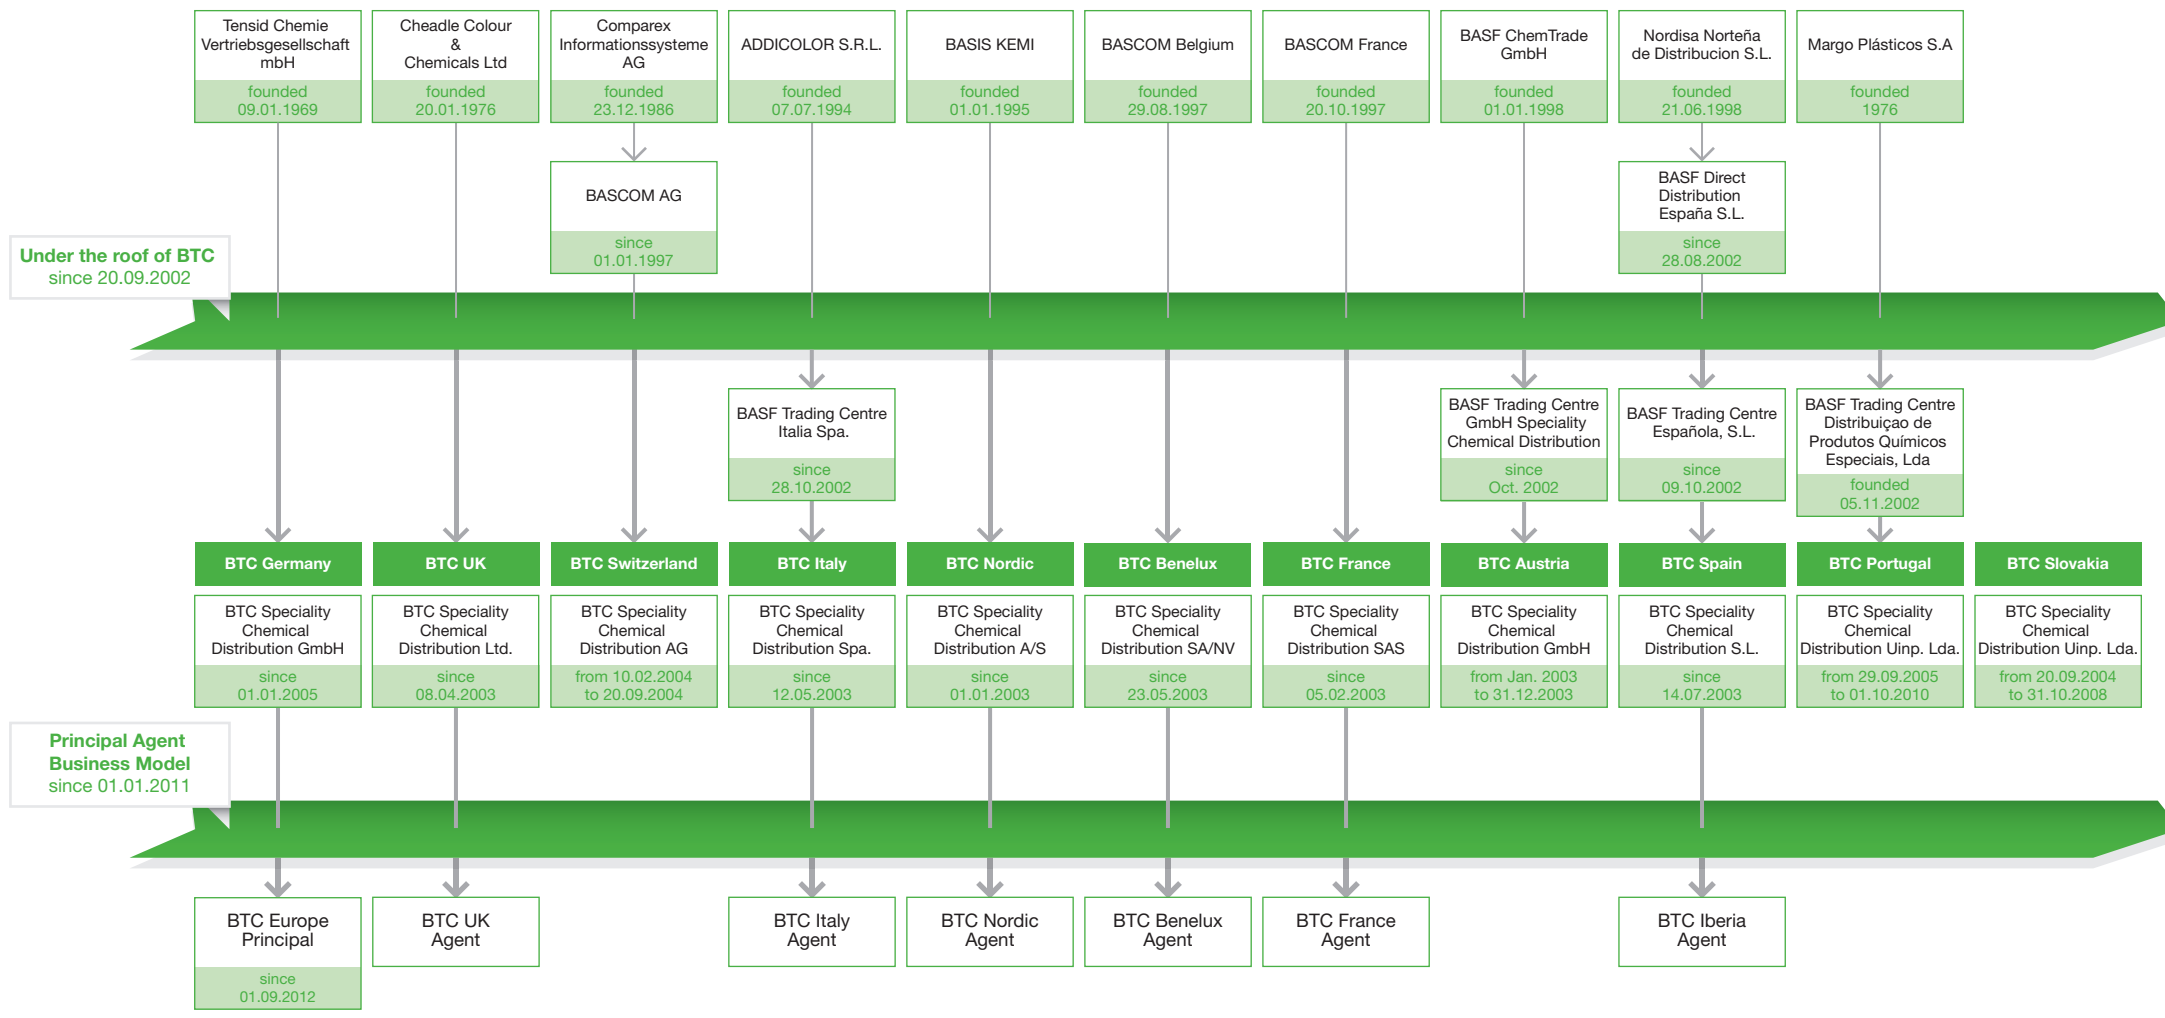 Tensid Chemie
Vertriebsgesellschaft
mbH
founded
09.01.1969
Cheadle Colour
&
Chemicals Ltd
founded
20.01.1976
Comparex
Informationssysteme
AG
founded
23.12.1986
ADDICOLOR S.R.L.
founded
07.07.1994
BASIS KEMI
founded
01.01.1995
BASCOM Belgium
founded
29.08.1997
BASCOM France
founded
20.10.1997
BASF ChemTrade
GmbH
founded
01.01.1998
Nordisa Norteña
de Distribucion S.L.
founded
21.06.1998
Margo Plásticos S.A
founded
1976
BASCOM AG
since
01.01.1997
BASF Direct
Distribution
España S.L.
since
28.08.2002
Under the roof of BTC
since 20.09.2002
BASF Trading Centre
Italia Spa.
since
28.10.2002
BASF Trading Centre
GmbH Speciality
Chemical Distribution
since
Oct. 2002
BASF Trading Centre
Española, S.L.
since
09.10.2002
BASF Trading Centre
Distribuiçao de
Produtos Químicos
Especiais, Lda
founded
05.11.2002
BTC Germany
BTC UK
BTC Switzerland
BTC Italy
BTC Nordic
BTC Benelux
BTC France
BTC Austria
BTC Spain
BTC Portugal
BTC Slovakia
BTC Speciality
Chemical
Distribution GmbH
since
01.01.2005
BTC Speciality
Chemical
Distribution Ltd.
since
08.04.2003
BTC Speciality
Chemical
Distribution AG
from 10.02.2004
to 20.09.2004
BTC Speciality
Chemical
Distribution Spa.
since
12.05.2003
BTC Speciality
Chemical
Distribution A/S
since
01.01.2003
BTC Speciality
Chemical
Distribution SA/NV
since
23.05.2003
BTC Speciality
Chemical
Distribution SAS
since
05.02.2003
BTC Speciality
Chemical
Distribution GmbH
from Jan. 2003
to 31.12.2003
BTC Speciality
Chemical
Distribution S.L.
since
14.07.2003
BTC Speciality
Chemical
Distribution Uinp. Lda.
from 29.09.2005
to 01.10.2010
BTC Speciality
Chemical
Distribution Uinp. Lda.
from 20.09.2004
to 31.10.2008
Principal Agent
Business Model
since 01.01.2011
BTC Europe
Principal
since
01.09.2012
BTC UK
Agent
BTC Italy
Agent
BTC Nordic
Agent
BTC Benelux
Agent
BTC France
Agent
BTC Iberia
Agent